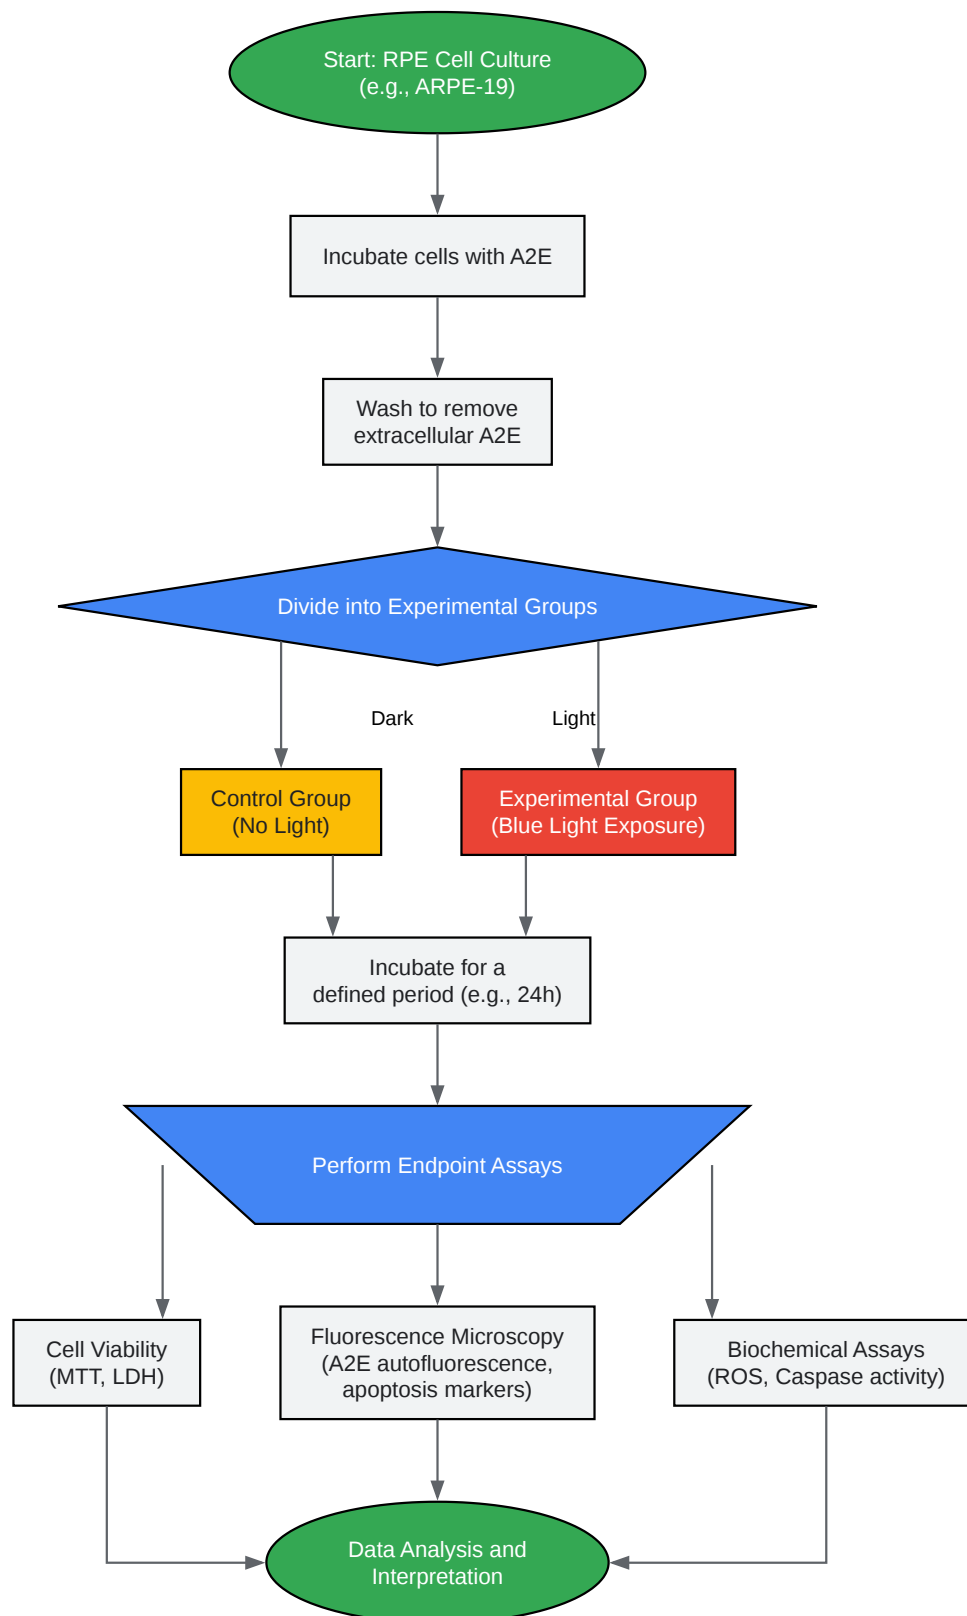 Start: RPE Cell Culture
(e.g., ARPE-19)
Incubate cells with A2E
Wash to remove
extracellular A2E
Divide into Experimental Groups
Dark
Light
Control Group
(No Light)
Experimental Group
(Blue Light Exposure)
Incubate for a
defined period (e.g., 24h)
Perform Endpoint Assays
Cell Viability
(MTT, LDH)
Fluorescence Microscopy
(A2E autofluorescence,
apoptosis markers)
Biochemical Assays
(ROS, Caspase activity)
Data Analysis and
Interpretation